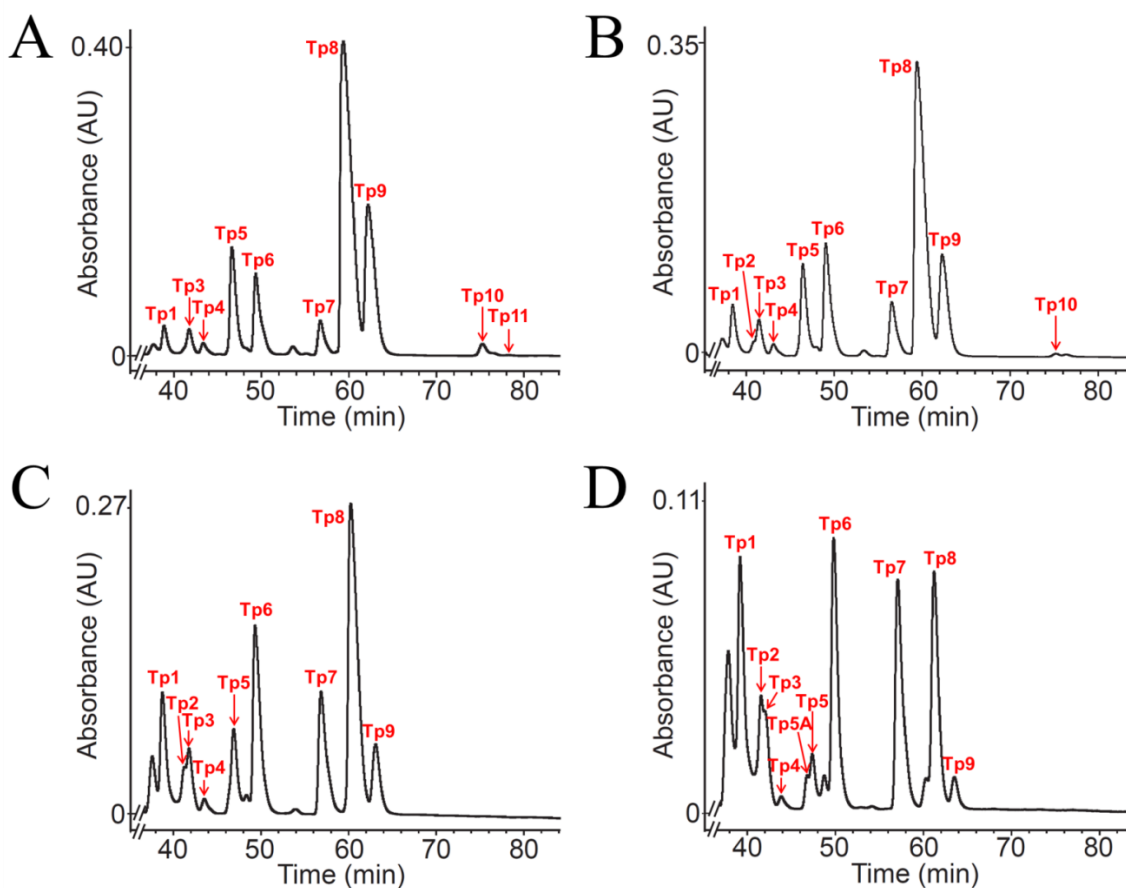 A
0.40
Absorbance (AU)
0
Tp1
Tp3
Tp4
Tp5
Tp6
Tp7
Tp8
Tp9
Tp10
Tp11
40 50 60 70 80
Time (min)
B
0.35
Absorbance (AU)
0
Tp1
Tp2
Tp3
Tp4
Tp5
Tp6
Tp7
Tp8
Tp9
Tp10
40 50 60 70 80
Time (min)
C
0.27
Absorbance (AU)
0
Tp1
Tp2
Tp3
Tp4
Tp5
Tp6
Tp7
Tp8
Tp9
40 50 60 70 80
Time (min)
D
0.11
Absorbance (AU)
0
Tp1
Tp2
Tp3
Tp4
Tp5A
Tp5
Tp6
Tp7
Tp8
Tp9
40 50 60 70 80
Time (min)